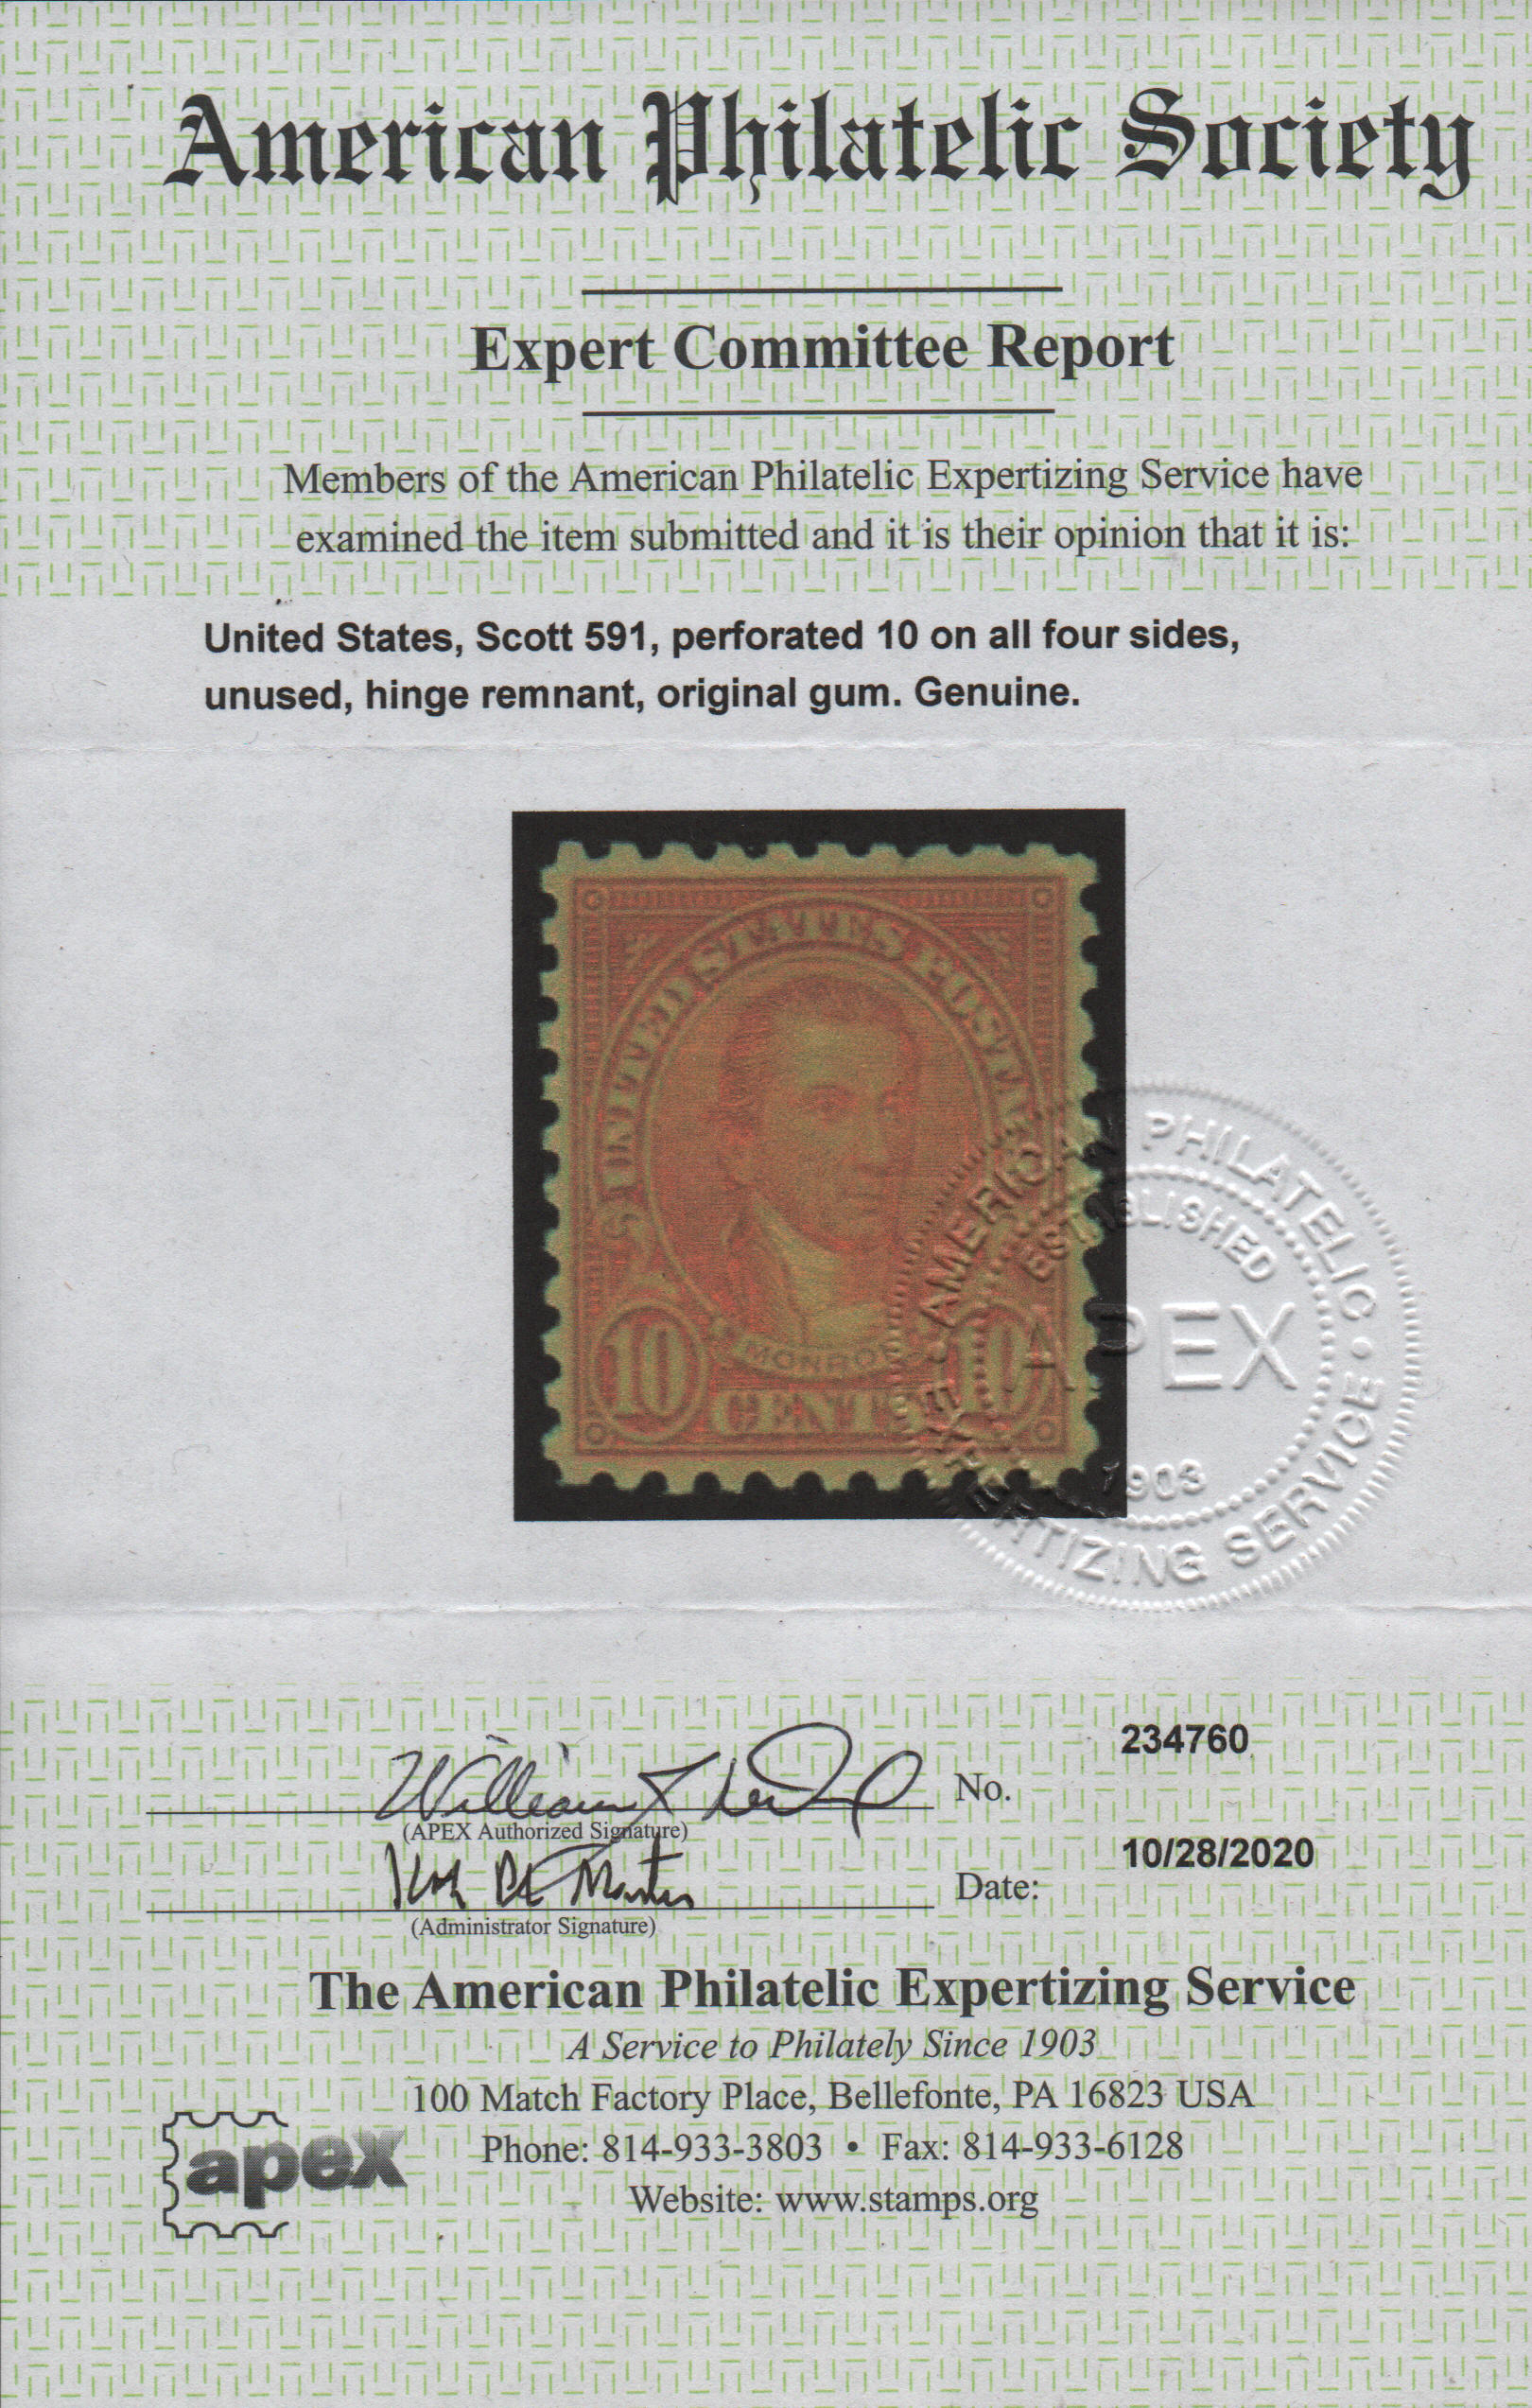 American Philatelic Society
Expert Committee Report
Members of the American Philatelic Expertizing Service have
examined the item submitted and it is their opinion that it is:
United States, Scott 591, perforated 10 on all four sides,
unused, hinge remnant, original gum. Genuine.
UNITED STATES POSTAGE
MONROE
10 CENTS 10
AMERICAN PHILATELIC
ESTABLISHED
APEX
1903
EXPERTIZING SERVICE
234760
William
No.
(APEX Authorized Signature)
10/28/2020
Date:
(Administrator Signature)
The American Philatelic Expertizing Service
A Service to Philately Since 1903
100 Match Factory Place, Bellefonte, PA 16823 USA
apex
Phone: 814-933-3803 • Fax: 814-933-6128
Website: www.stamps.org